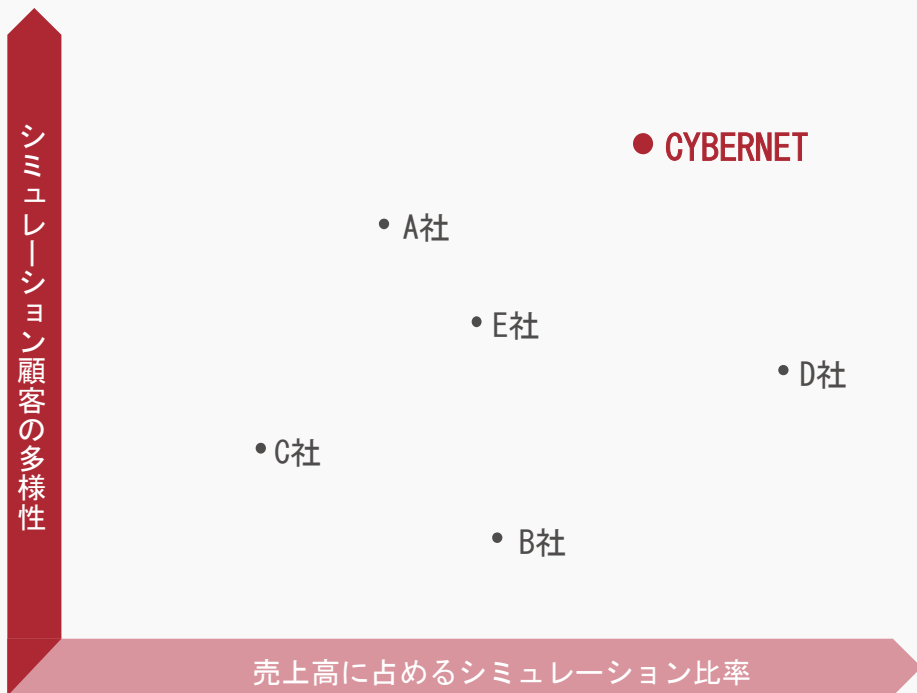 シミュレーション顧客の多様性
CYBERNET
A社
E社
D社
C社
B社
売上高に占めるシミュレーション比率